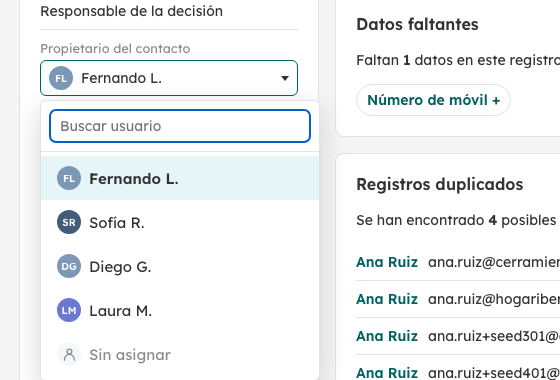 Responsable de la decisión
Propietario del contacto
FL Fernando L.
Buscar usuario
FL Fernando L.
SR Sofía R.
DG Diego G.
LM Laura M.
Sin asignar
Datos faltantes
Faltan 1 datos en este registro
Número de móvil +
Registros duplicados
Se han encontrado 4 posibles
Ana Ruiz ana.ruiz@cerramien
Ana Ruiz ana.ruiz@hogariber
Ana Ruiz ana.ruiz+seed301@
Ana Ruiz ana.ruiz+seed401@